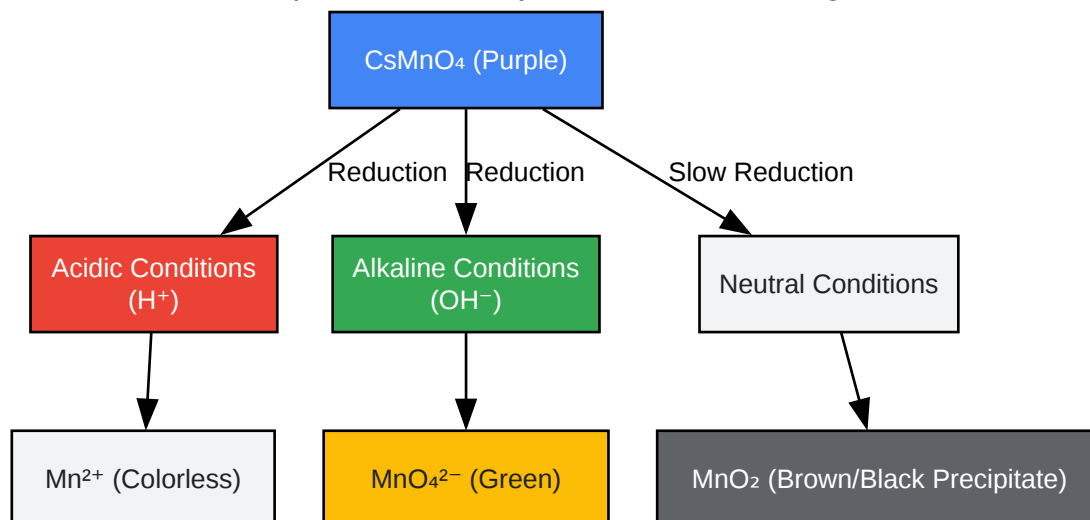 CsMnO₄ (Purple)
Reduction
Reduction
Slow Reduction
Acidic Conditions
(H⁺)
Alkaline Conditions
(OH⁻)
Neutral Conditions
Mn²⁺ (Colorless)
MnO₄²⁻ (Green)
MnO₂ (Brown/Black Precipitate)